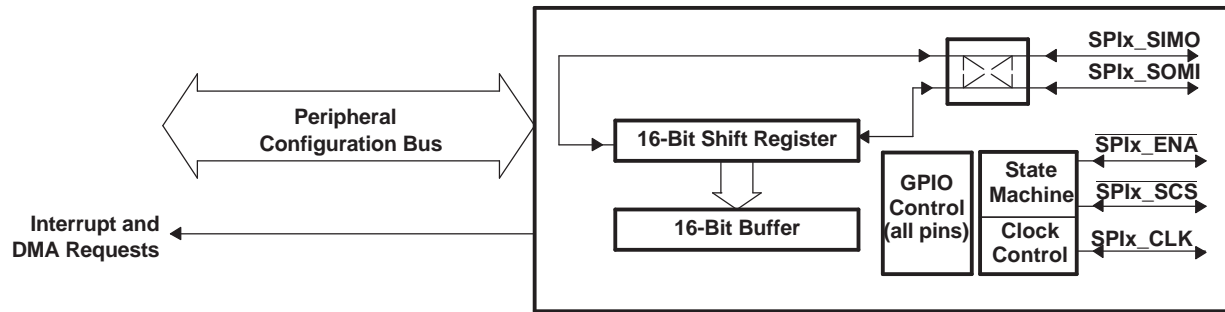 SPIx_SIMO
SPIx_SOMI
Peripheral
Configuration Bus
16-Bit Shift Register
SPIx_ENA
GPIO
Control
(all pins)
State
Machine
SPIx_SCS
Interrupt and
DMA Requests
16-Bit Buffer
Clock
Control
SPIx_CLK